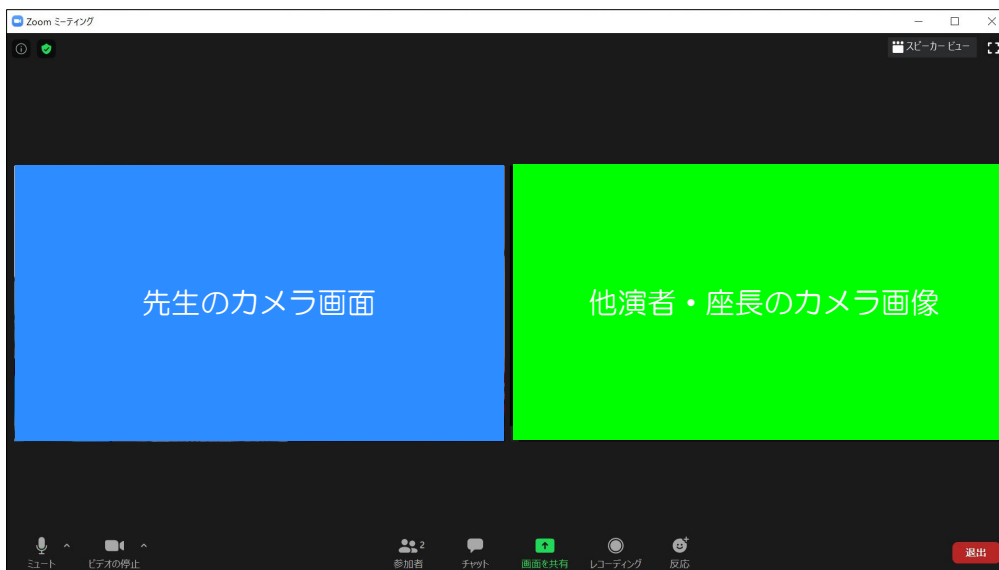 Zoom ミーティング
スピーカー ビュー
先生のカメラ画面
他演者・座長のカメラ画像
2
ミュート
ビデオの停止
参加者
チャット
画面を共有
レコーディング
反応
退出